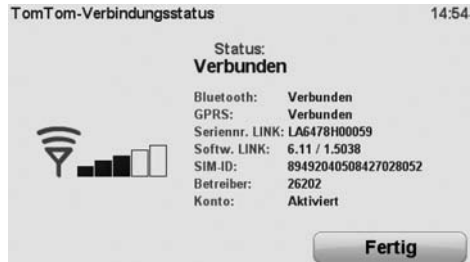 TomTom-Verbindungsstatus 14:54
Status:
Verbunden
Bluetooth: Verbunden
GPRS: Verbunden
Seriennr. LINK: LA6478H00059
Softw. LINK: 6.11 / 1.5038
SIM-ID: 89492040508427028052
Betreiber: 26202
Konto: Aktiviert
Fertig